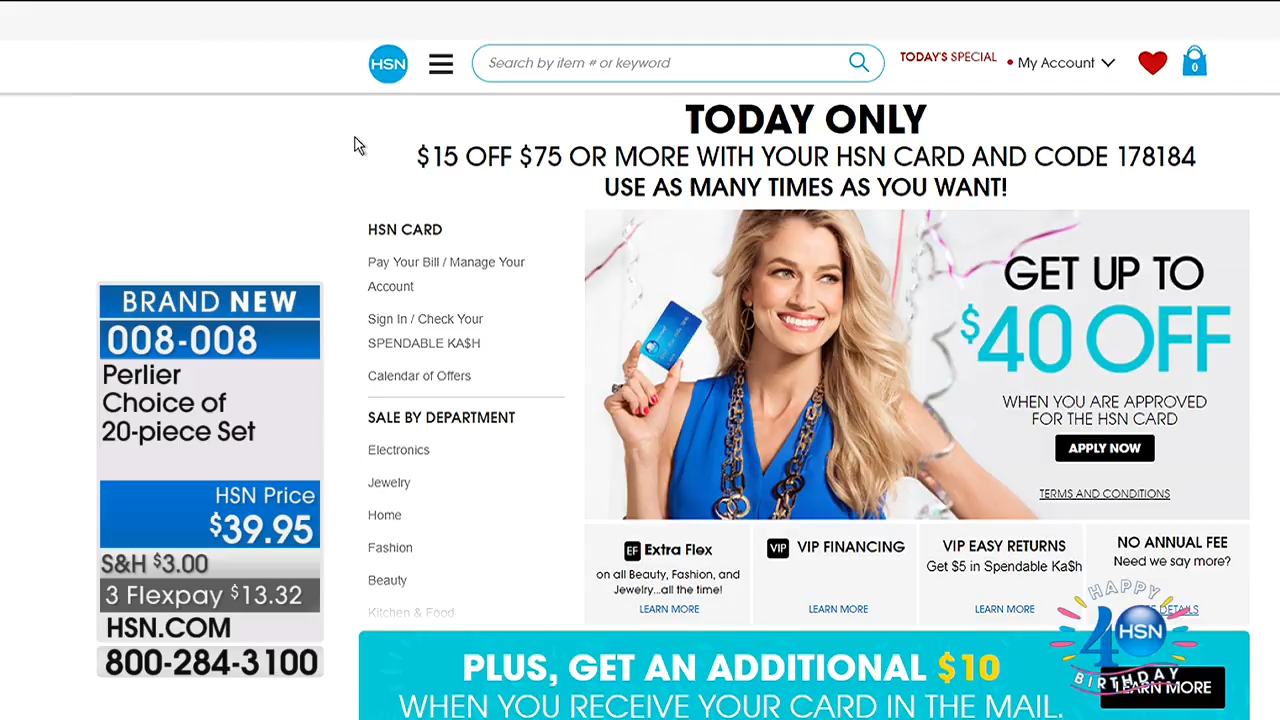 HSN
Search by item # or keyword
TODAY'S SPECIAL
• My Account
0
TODAY ONLY
$15 OFF $75 OR MORE WITH YOUR HSN CARD AND CODE 178184
USE AS MANY TIMES AS YOU WANT!
HSN CARD
Pay Your Bill / Manage Your
Account
Sign In / Check Your
SPENDABLE KA$H
Calendar of Offers
SALE BY DEPARTMENT
Electronics
Jewelry
Home
Fashion
Beauty
Kitchen & Food
GET UP TO
$40 OFF
WHEN YOU ARE APPROVED
FOR THE HSN CARD
APPLY NOW
TERMS AND CONDITIONS
EF Extra Flex
on all Beauty, Fashion, and
Jewelry...all the time!
LEARN MORE
VIP VIP FINANCING
LEARN MORE
VIP EASY RETURNS
Get $5 in Spendable Ka$h
LEARN MORE
NO ANNUAL FEE
Need we say more?
DETAILS
PLUS, GET AN ADDITIONAL $10
WHEN YOU RECEIVE YOUR CARD IN THE MAIL.
LEARN MORE
HAPPY
40 HSN
BIRTHDAY
BRAND NEW
008-008
Perlier
Choice of
20-piece Set
HSN Price
$39.95
S&H $3.00
3 Flexpay $13.32
HSN.COM
800-284-3100